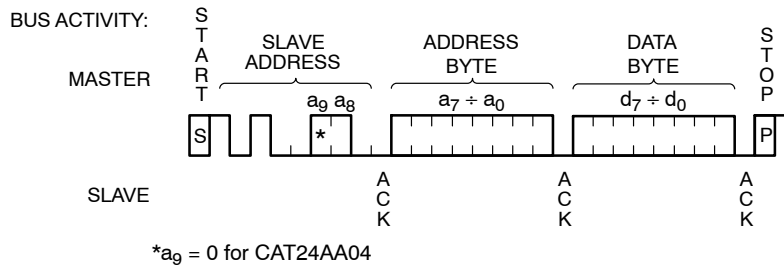 BUS ACTIVITY:
START
STOP
SLAVE ADDRESS
ADDRESS BYTE
DATA BYTE
MASTER
a9 a8
a7 ÷ a0
d7 ÷ d0
S
*
P
SLAVE
ACK
ACK
ACK
*a9 = 0 for CAT24AA04